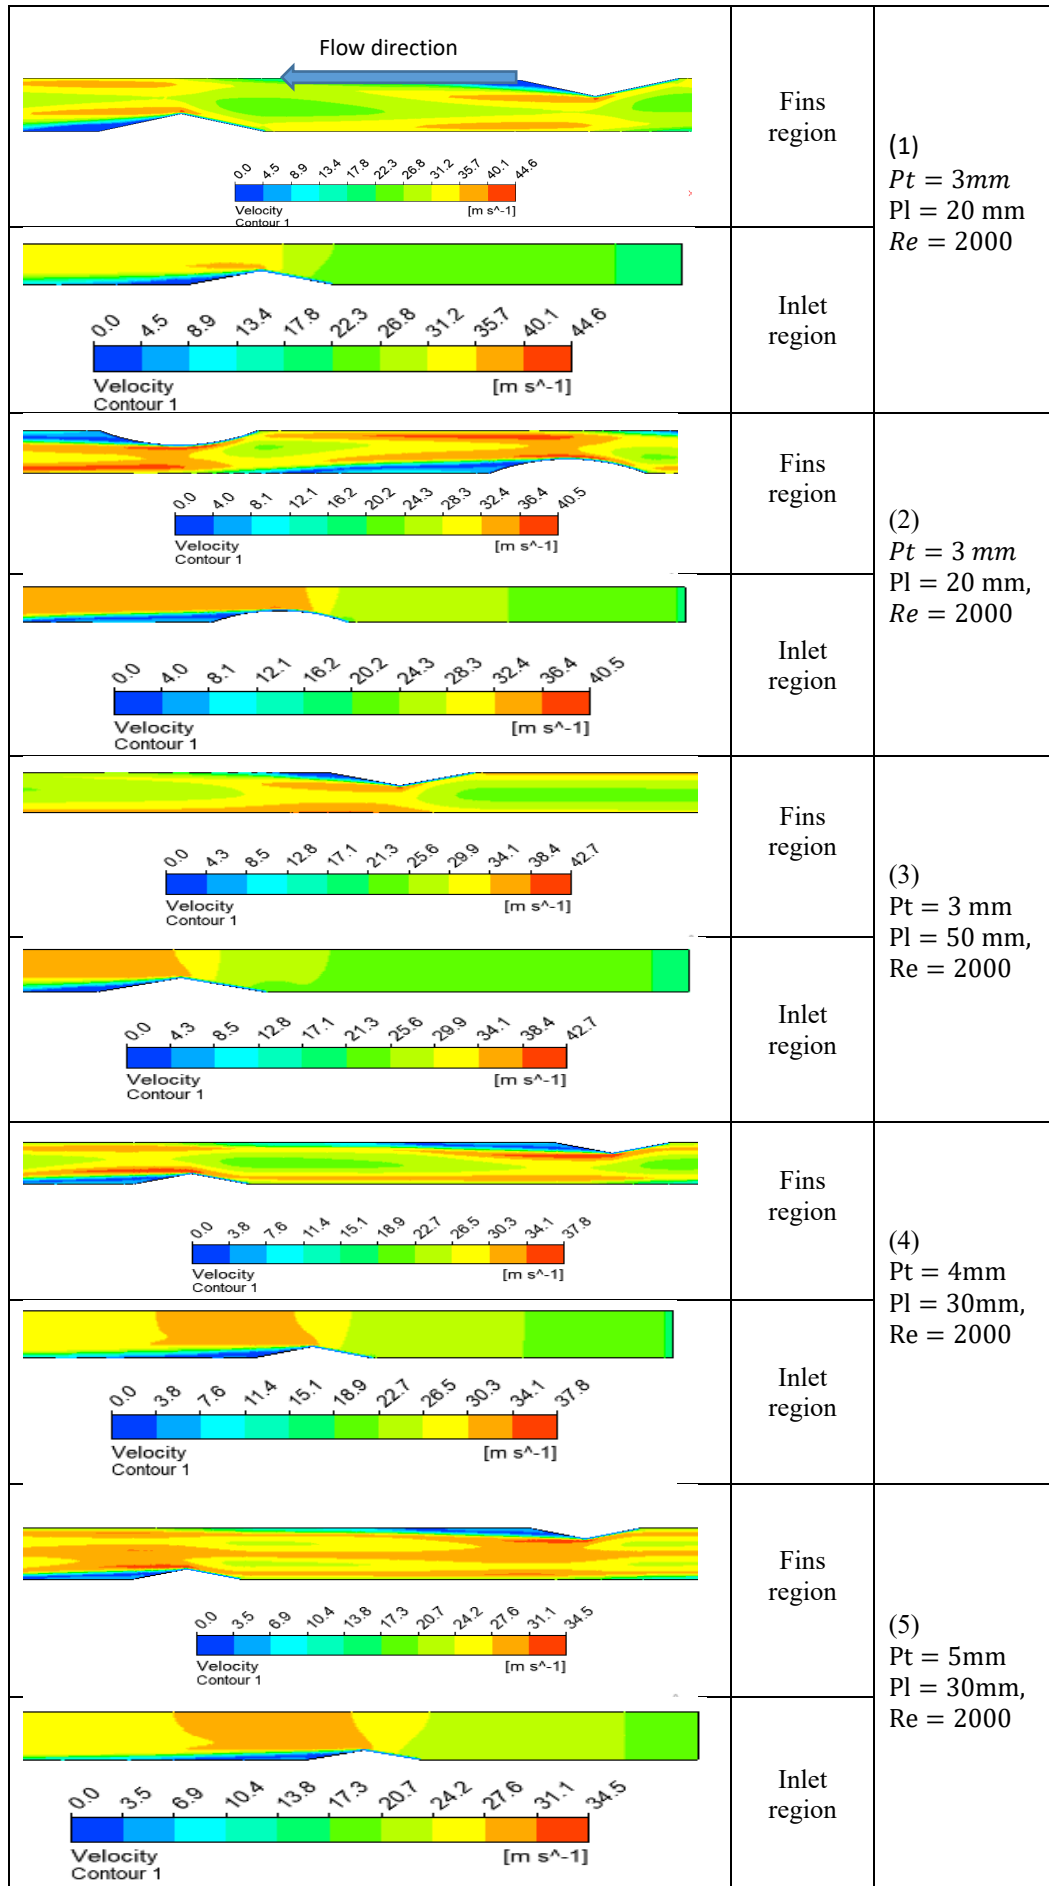 Flow direction
0.0 4.5 8.9 13.4 17.8 22.3 26.8 31.2 35.7 40.1 44.6
Velocity
Contour 1
[m s^-1]
Fins
region
(1)
Pt = 3mm
Pl = 20 mm
Re = 2000
0.0 4.5 8.9 13.4 17.8 22.3 26.8 31.2 35.7 40.1 44.6
Velocity
Contour 1
[m s^-1]
Inlet
region
0.0 4.0 8.1 12.1 16.2 20.2 24.3 28.3 32.4 36.4 40.5
Velocity
Contour 1
[m s^-1]
Fins
region
(2)
Pt = 3 mm
Pl = 20 mm,
Re = 2000
0.0 4.0 8.1 12.1 16.2 20.2 24.3 28.3 32.4 36.4 40.5
Velocity
Contour 1
[m s^-1]
Inlet
region
0.0 4.3 8.5 12.8 17.1 21.3 25.6 29.9 34.1 38.4 42.7
Velocity
Contour 1
[m s^-1]
Fins
region
(3)
Pt = 3 mm
Pl = 50 mm,
Re = 2000
0.0 4.3 8.5 12.8 17.1 21.3 25.6 29.9 34.1 38.4 42.7
Velocity
Contour 1
[m s^-1]
Inlet
region
0.0 3.8 7.6 11.4 15.1 18.9 22.7 26.5 30.3 34.1 37.8
Velocity
Contour 1
[m s^-1]
Fins
region
(4)
Pt = 4mm
Pl = 30mm,
Re = 2000
0.0 3.8 7.6 11.4 15.1 18.9 22.7 26.5 30.3 34.1 37.8
Velocity
Contour 1
[m s^-1]
Inlet
region
0.0 3.5 6.9 10.4 13.8 17.3 20.7 24.2 27.6 31.1 34.5
Velocity
Contour 1
[m s^-1]
Fins
region
(5)
Pt = 5mm
Pl = 30mm,
Re = 2000
0.0 3.5 6.9 10.4 13.8 17.3 20.7 24.2 27.6 31.1 34.5
Velocity
Contour 1
[m s^-1]
Inlet
region